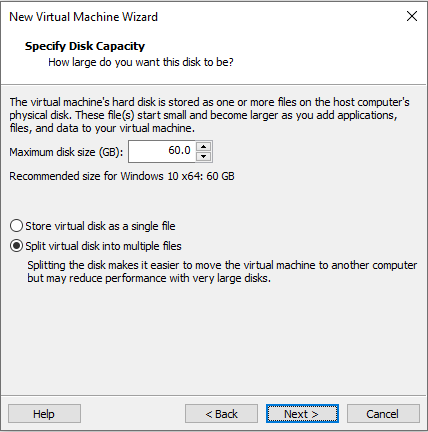 New Virtual Machine Wizard
Specify Disk Capacity
How large do you want this disk to be?
The virtual machine's hard disk is stored as one or more files on the host computer's
physical disk. These file(s) start small and become larger as you add applications,
files, and data to your virtual machine.
Maximum disk size (GB): 60.0
Recommended size for Windows 10 x64: 60 GB
Store virtual disk as a single file
Split virtual disk into multiple files
Splitting the disk makes it easier to move the virtual machine to another computer
but may reduce performance with very large disks.
Help < Back Next > Cancel